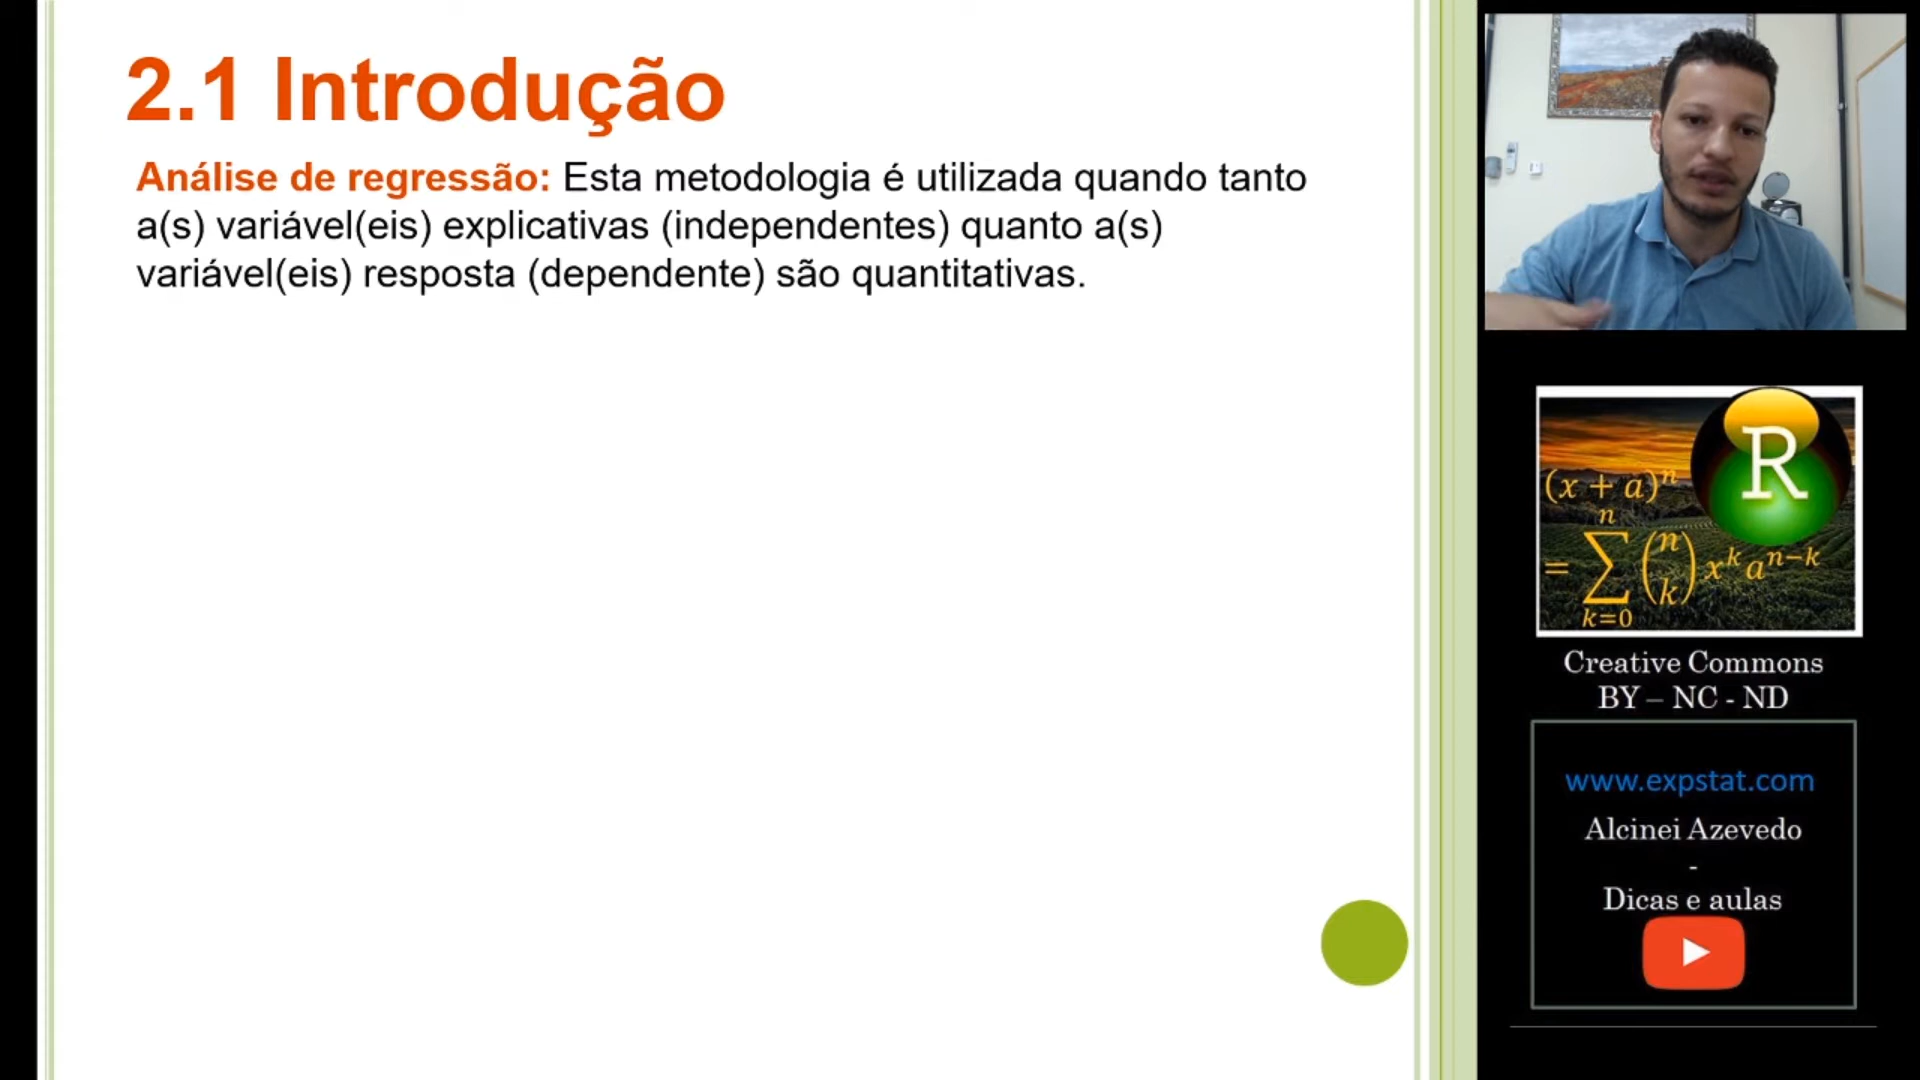 2.1 Introdução
Análise de regressão: Esta metodologia é utilizada quando tanto
a(s) variável(eis) explicativas (independentes) quanto a(s)
variável(eis) resposta (dependente) são quantitativas.
R
(x + a)^n
= ∑_{k=0}^{n} (n k) x^k a^{n-k}
Creative Commons
BY – NC - ND
www.expstat.com
Alcinei Azevedo
-
Dicas e aulas